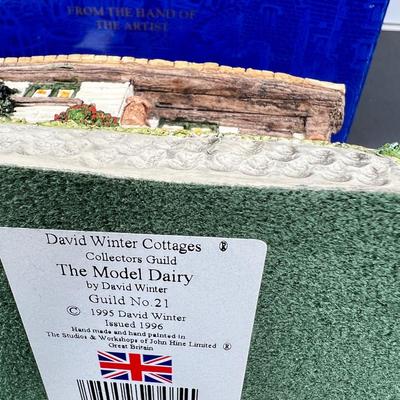 FROM THE HAND OF
THE ARTIST
David Winter Cottages ®
Collectors Guild
The Model Dairy
by David Winter
Guild No. 21
© 1995 David Winter
Issued 1996
Hand made and hand painted in
The Studios & Workshops of John Hine Limited ®
Great Britain